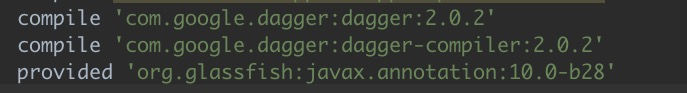 compile 'com.google.dagger:dagger:2.0.2'
compile 'com.google.dagger:dagger-compiler:2.0.2'
provided 'org.glassfish:javax.annotation:10.0-b28'